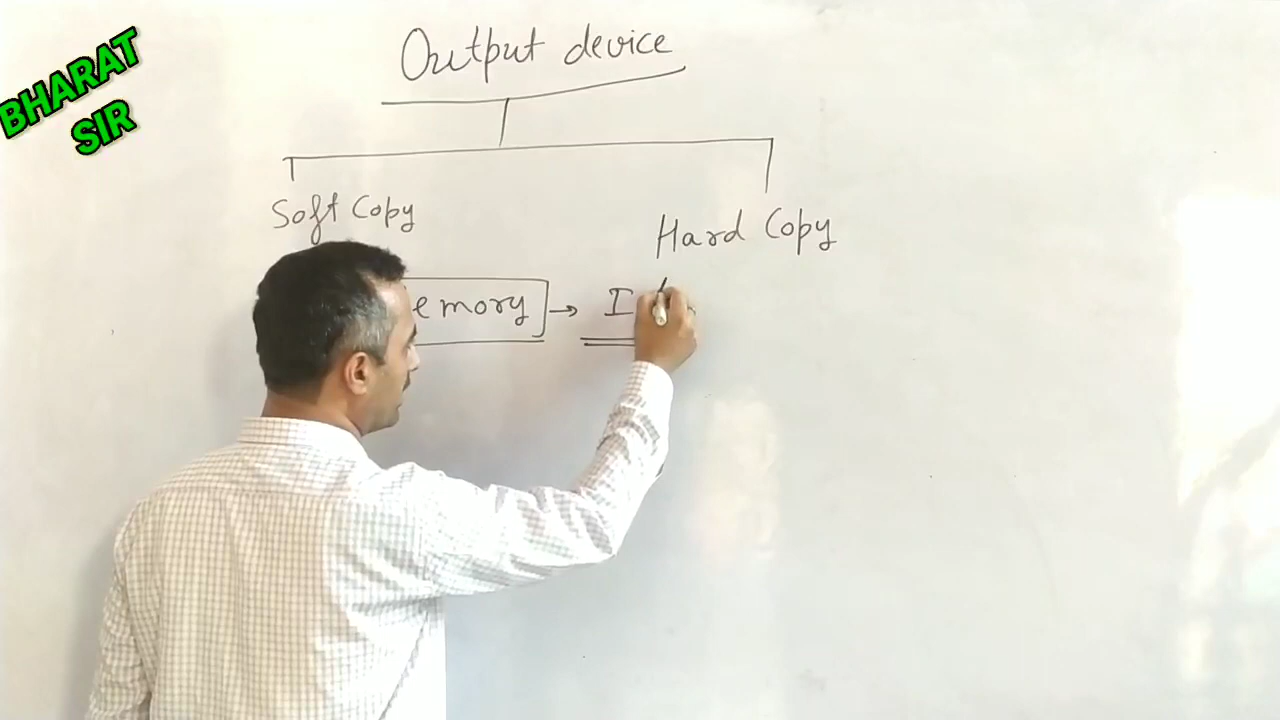 BHARAT
SIR
Output device
Soft Copy
Hard Copy
emory → I